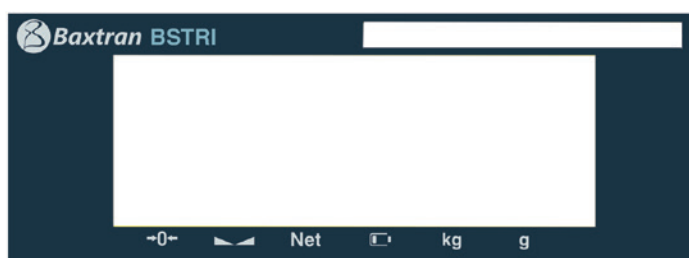 Baxtran BSTRI
→0← Net kg g